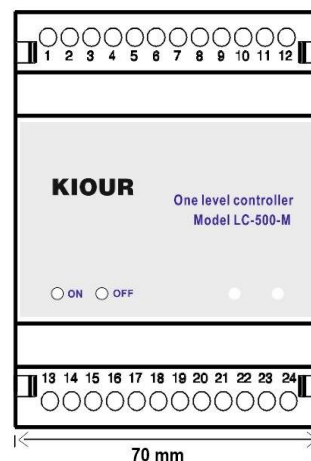 1 2 3 4 5 6 7 8 9 10 11 12
KIOUR
One level controller
Model LC-500-M
ON OFF
13 14 15 16 17 18 19 20 21 22 23 24
70 mm